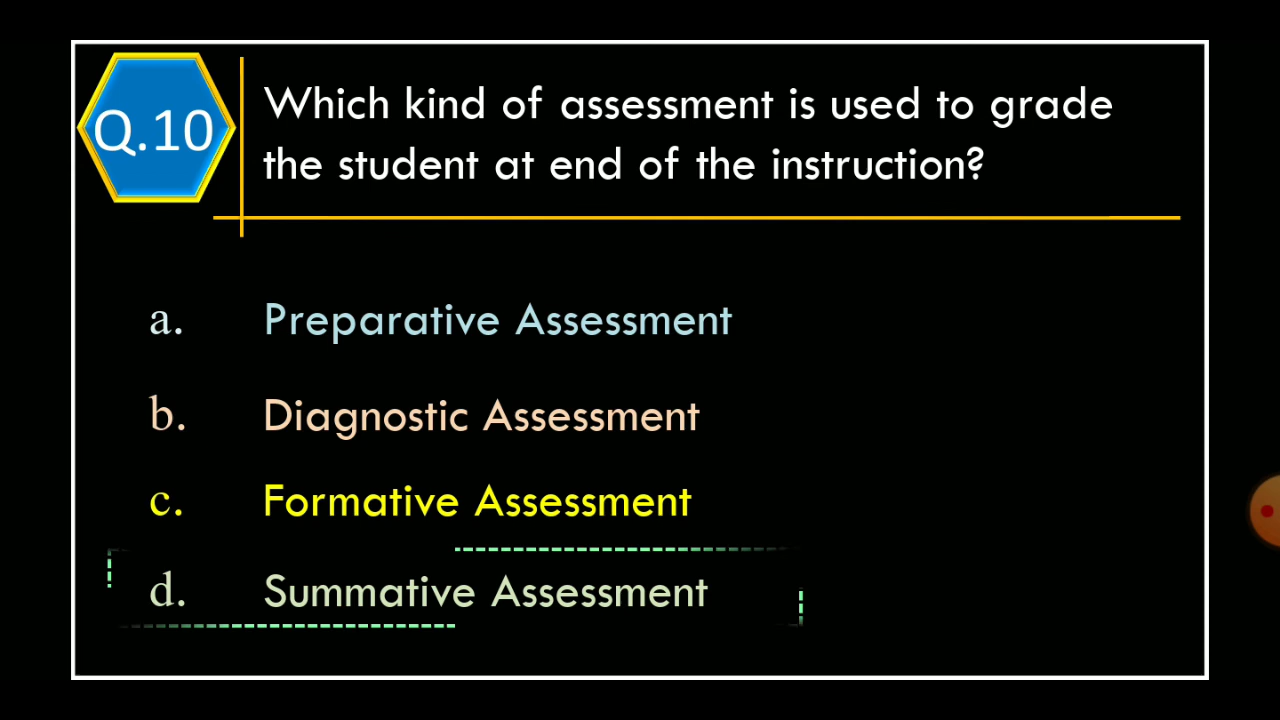 Q.10
Which kind of assessment is used to grade
the student at end of the instruction?
a. Preparative Assessment
b. Diagnostic Assessment
c. Formative Assessment
d. Summative Assessment